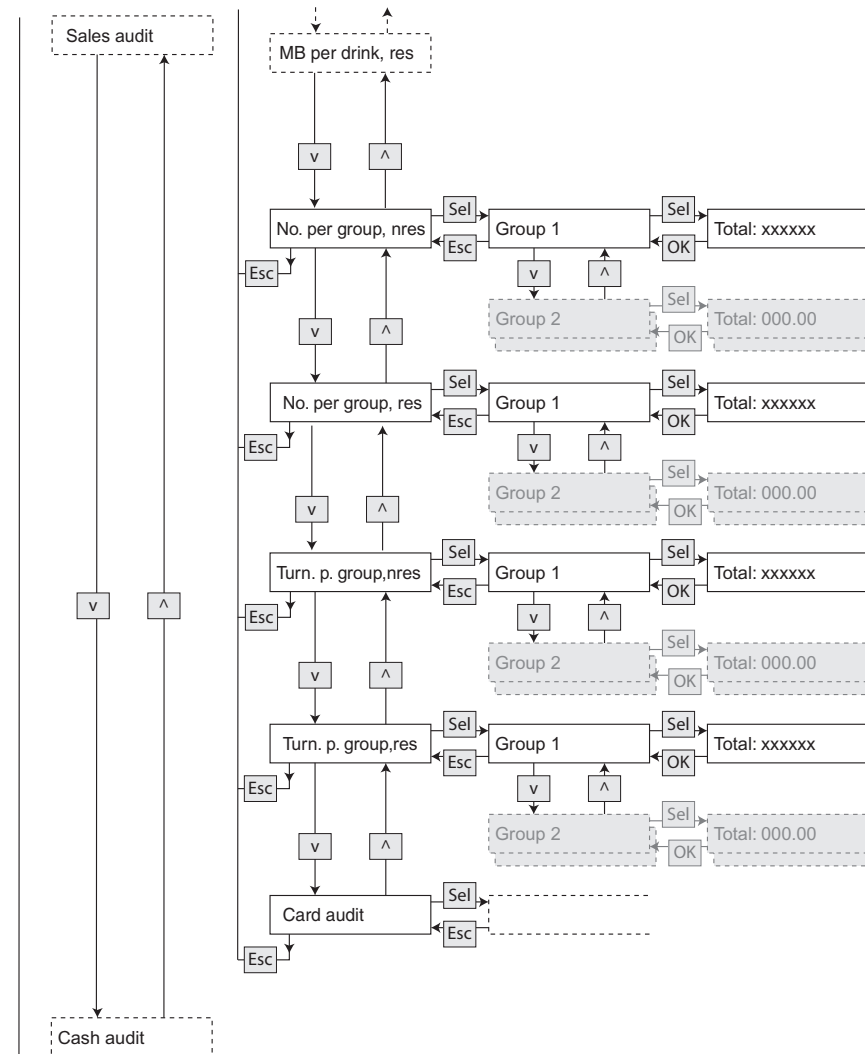 Sales audit
MB per drink, res
v
^
No. per group, nres
Sel
Esc
Group 1
Sel
OK
Total: xxxxxx
Esc
v
^
Group 2
Sel
OK
Total: 000.00
v
^
No. per group, res
Sel
Esc
Group 1
Sel
OK
Total: xxxxxx
Esc
v
^
Group 2
Sel
OK
Total: 000.00
v
^
Turn. p. group,nres
Sel
Esc
Group 1
Sel
OK
Total: xxxxxx
v
^
Esc
v
^
Group 2
Sel
OK
Total: 000.00
v
^
Turn. p. group,res
Sel
Esc
Group 1
Sel
OK
Total: xxxxxx
Esc
v
^
Group 2
Sel
OK
Total: 000.00
v
^
Card audit
Sel
Esc
Esc
Cash audit